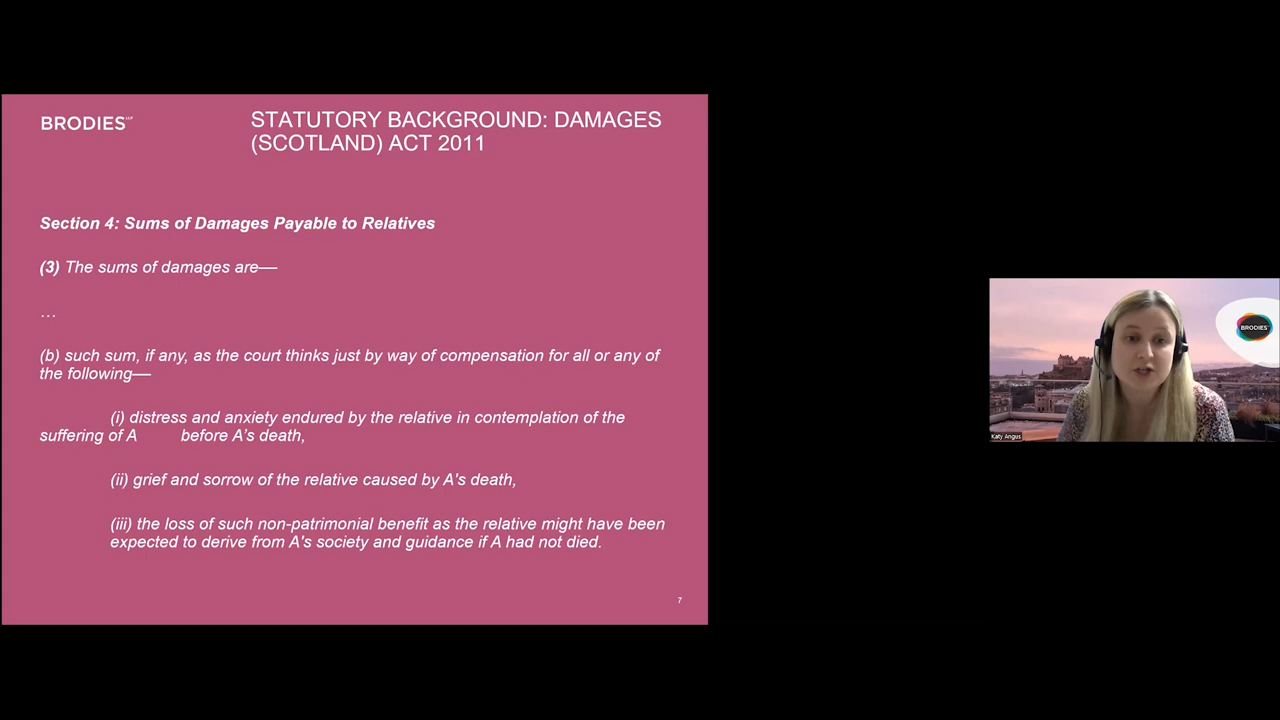 BRODIES LLP
STATUTORY BACKGROUND: DAMAGES
(SCOTLAND) ACT 2011
Section 4: Sums of Damages Payable to Relatives
(3) The sums of damages are—
…
(b) such sum, if any, as the court thinks just by way of compensation for all or any of
the following—
(i) distress and anxiety endured by the relative in contemplation of the
suffering of A before A’s death,
(ii) grief and sorrow of the relative caused by A's death,
(iii) the loss of such non-patrimonial benefit as the relative might have been
expected to derive from A's society and guidance if A had not died.
7
BRODIES
Katy Angus